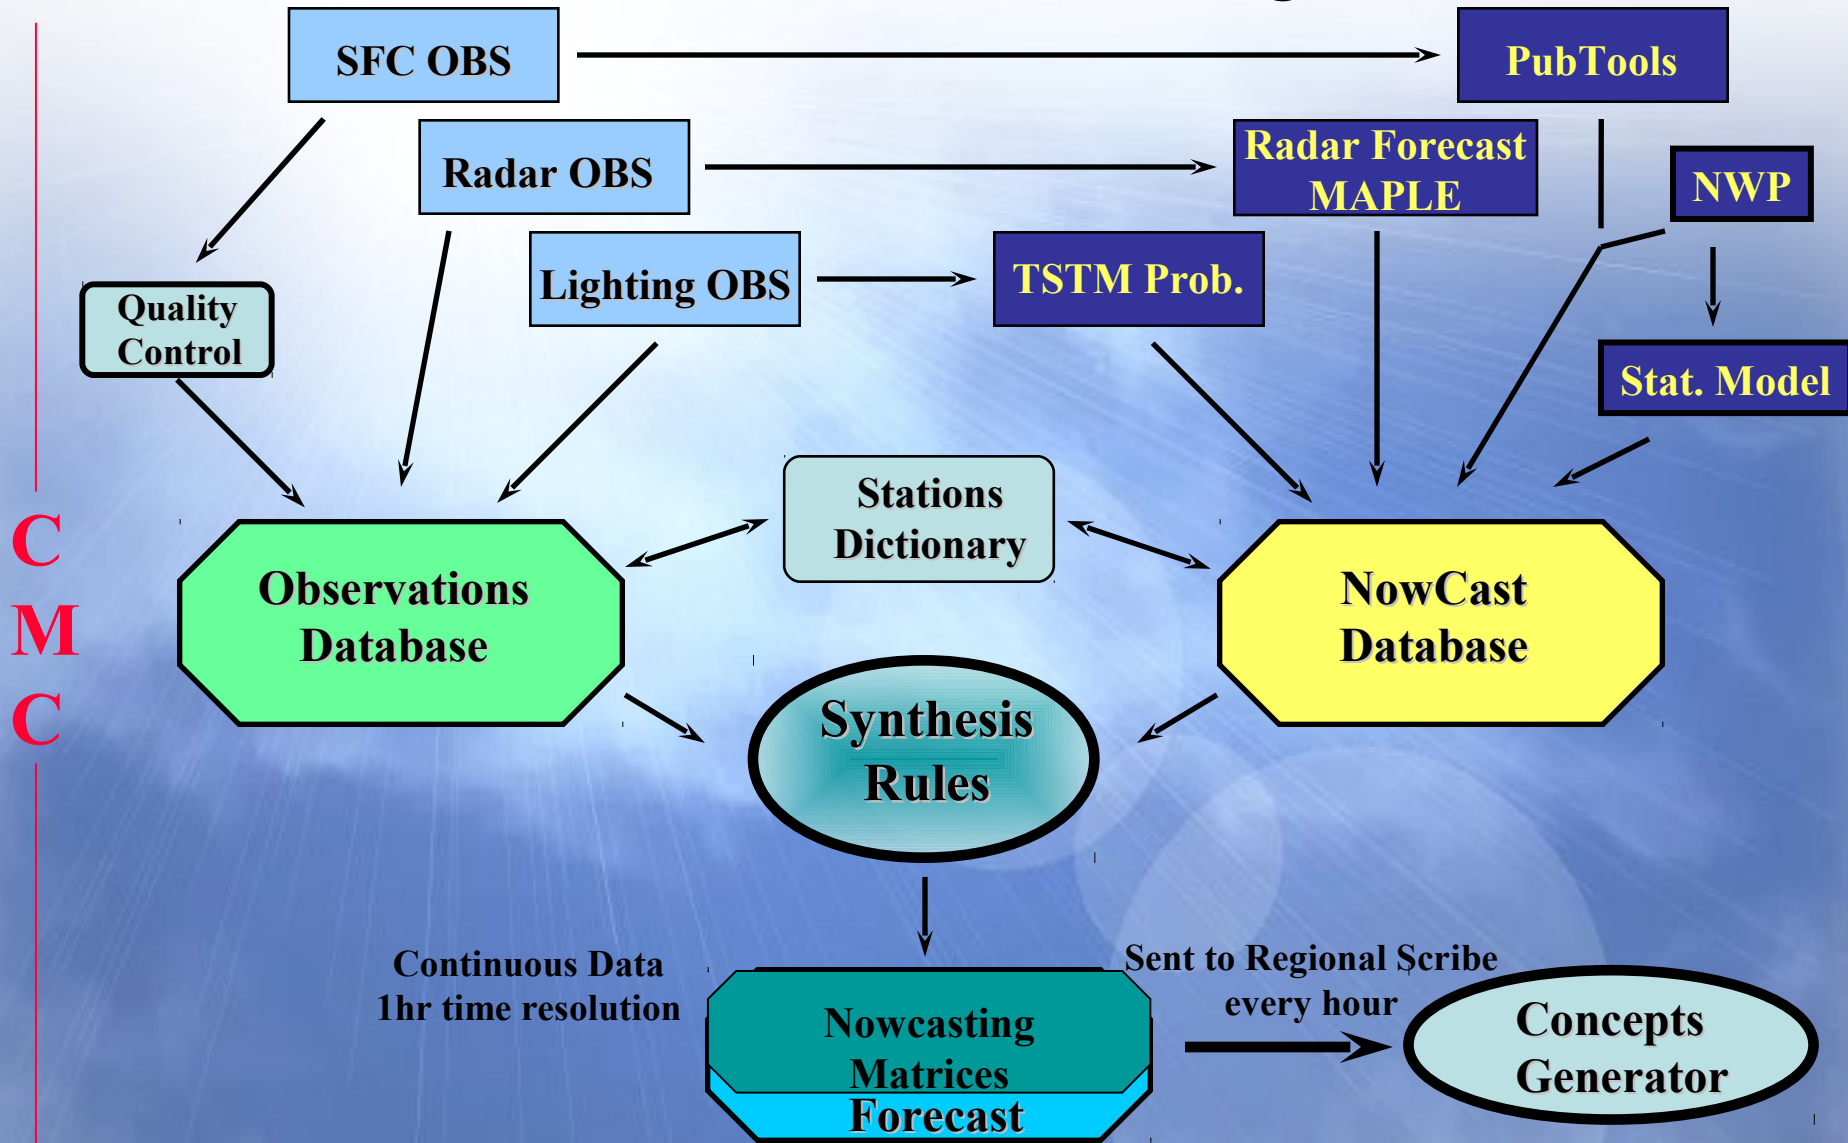 SFC OBS
PubTools
Radar OBS
Radar Forecast
MAPLE
NWP
Lighting OBS
TSTM Prob.
Quality
Control
Stat. Model
Stations
Dictionary
C
M
C
Observations
Database
NowCast
Database
Synthesis
Rules
Continuous Data
1hr time resolution
Sent to Regional Scribe
every hour
Nowcasting
Matrices
Forecast
Concepts
Generator